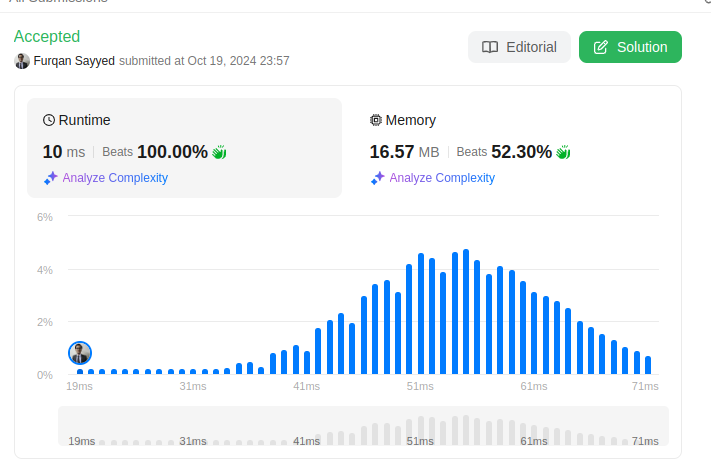 All Submissions
Accepted
Furqan Sayyed submitted at Oct 19, 2024 23:57
Editorial
Solution
Runtime
10 ms Beats 100.00%
Analyze Complexity
Memory
16.57 MB Beats 52.30%
Analyze Complexity
6%
4%
2%
0%
19ms 31ms 41ms 51ms 61ms 71ms
19ms 31ms 41ms 51ms 61ms 71ms